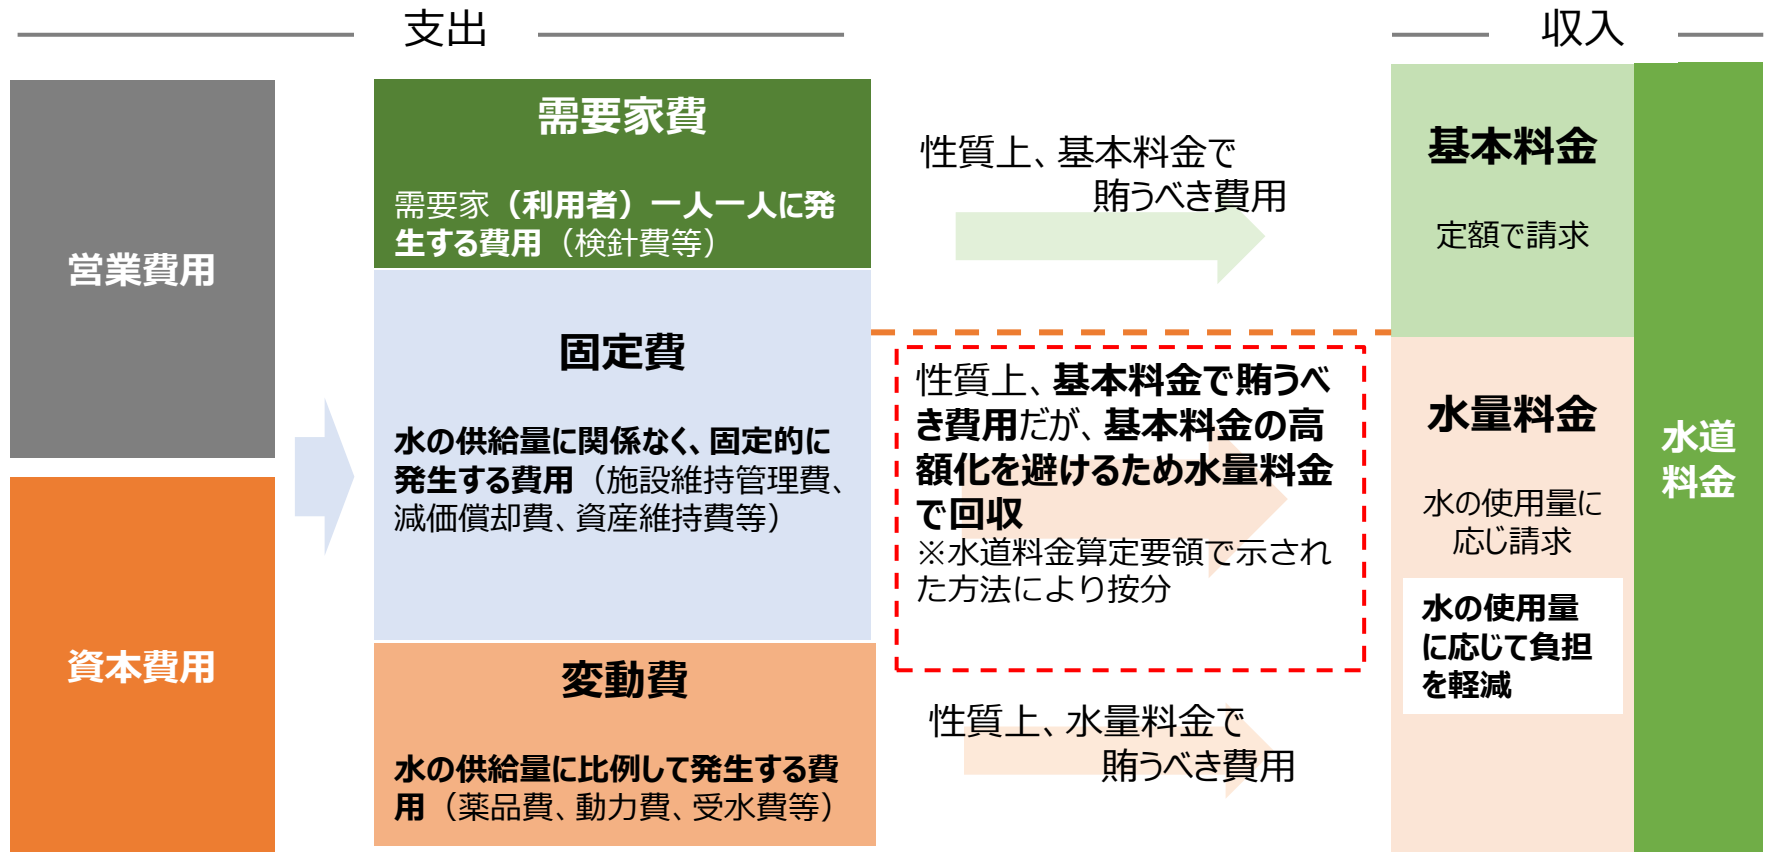 支出
収入
営業費用
資本費用
需要家費
需要家（利用者）一人一人に発
生する費用（検針費等）
固定費
水の供給量に関係なく、固定的に
発生する費用（施設維持管理費、
減価償却費、資産維持費等）
変動費
水の供給量に比例して発生する費
用（薬品費、動力費、受水費等）
性質上、基本料金で
賄うべき費用
性質上、基本料金で賄うべ
き費用だが、基本料金の高
額化を避けるため水量料金
で回収
※水道料金算定要領で示され
た方法により按分
性質上、水量料金で
賄うべき費用
基本料金
定額で請求
水量料金
水の使用量に
応じ請求
水の使用量
に応じて負担
を軽減
水道
料金